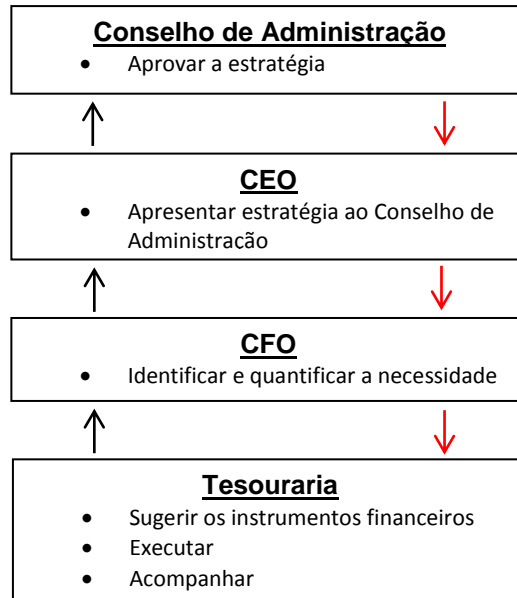 Conselho de Administração
• Aprovar a estratégia
CEO
• Apresentar estratégia ao Conselho de
Administracão
CFO
• Identificar e quantificar a necessidade
Tesouraria
• Sugerir os instrumentos financeiros
• Executar
• Acompanhar